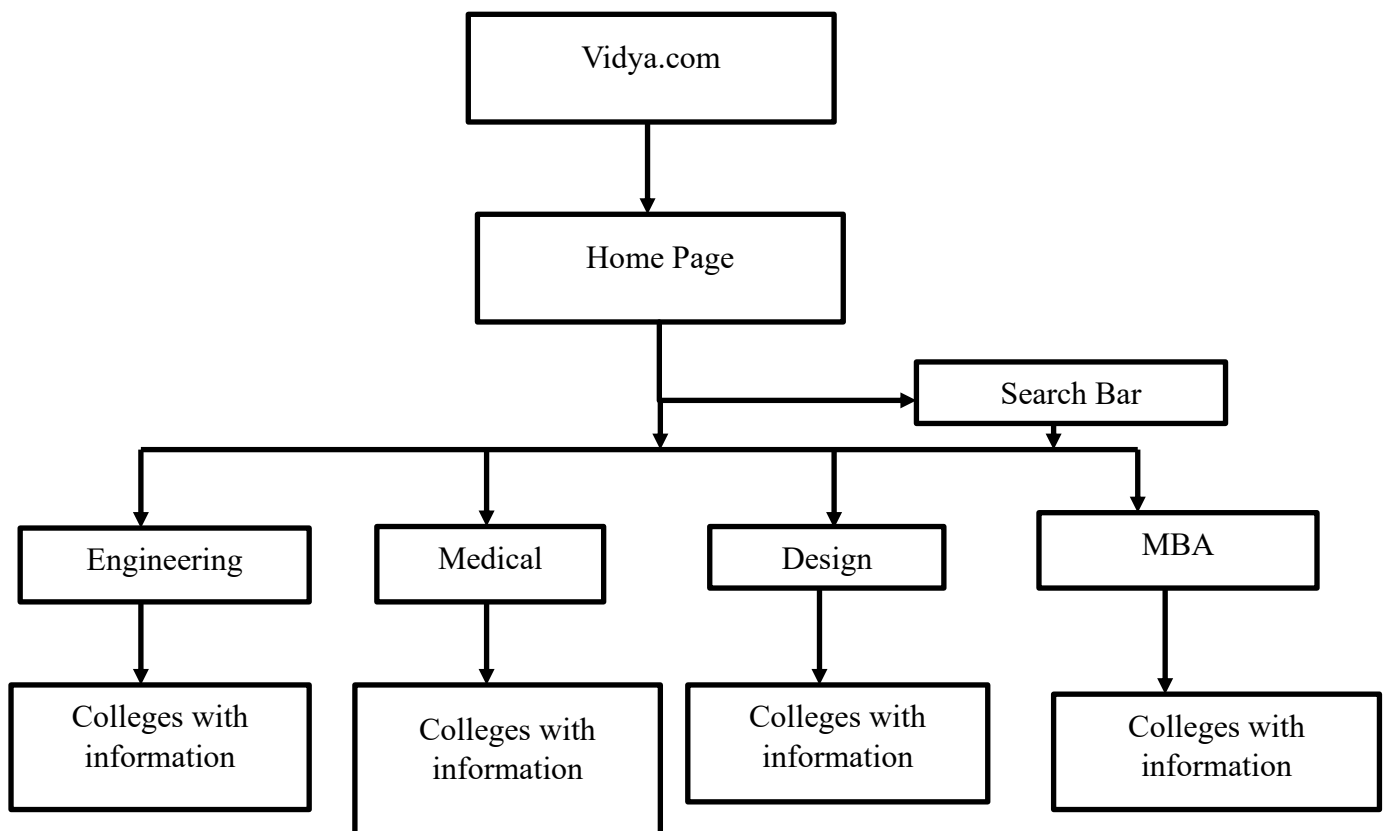 Vidya.com
Home Page
Search Bar
Engineering
Medical
Design
MBA
Colleges with
information
Colleges with
information
Colleges with
information
Colleges with
information